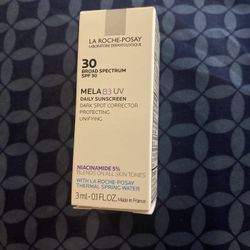 LA ROCHE-POSAY
LABORATOIRE DERMATOLOGIQUE
30
BROAD SPECTRUM
SPF 30
MELA B3 UV
DAILY SUNSCREEN
DARK SPOT CORRECTOR
PROTECTING
UNIFYING
NIACINAMIDE 5%
BLENDS ON ALL SKIN TONES
WITH LA ROCHE-POSAY
THERMAL SPRING WATER
3 ml - 0.1 FL.OZ. Made in France